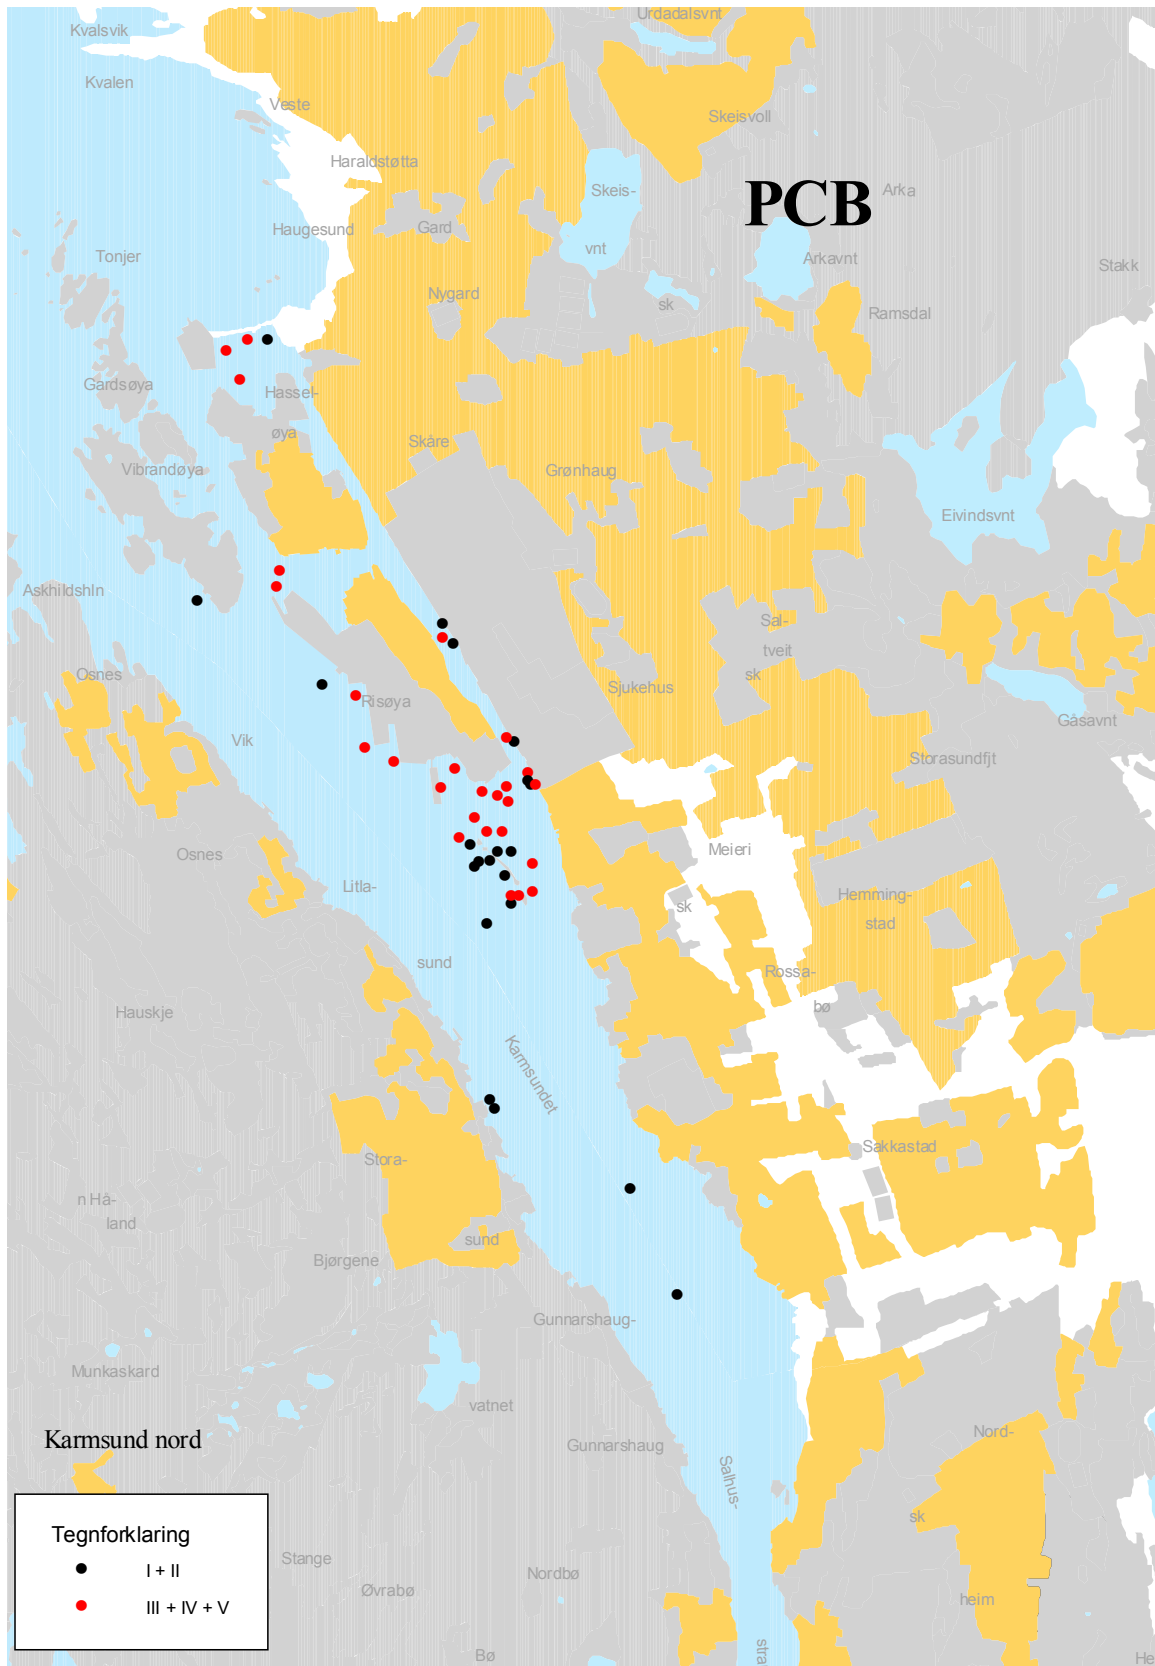 Urdadalsvnt
Kvalsvik
Kvalen
Veste
Skeisvoll
Haraldstøtta
Skeis-
vnt
PCB
Arka
Haugesund
Gard
Tonjer
Arkavnt
Stakk
Nygard
sk
Ramsdal
Gardsøya
Hassel-
øya
Skåre
Vibrandøya
Grønhaug
Eivindsvnt
Askhildshln
Sal-
tveit
sk
Osnes
Sjukehus
Risøya
Gåsavnt
Vik
Storasundfjt
Osnes
Meieri
Litla-
sund
Hemming-
stad
sk
Rossa-
bø
Hauskje
Karmsundet
Sakkastad
Stora-
sund
n Hå-
land
Bjørgene
Gunnarshaug-
vatnet
Munkaskard
Karmsund nord
Gunnarshaug
Nord-
heim
Salhus-
stra
sk
Tegnforklaring
I + II
III + IV + V
Stange
Øvrabø
Nordbø
Bø
He